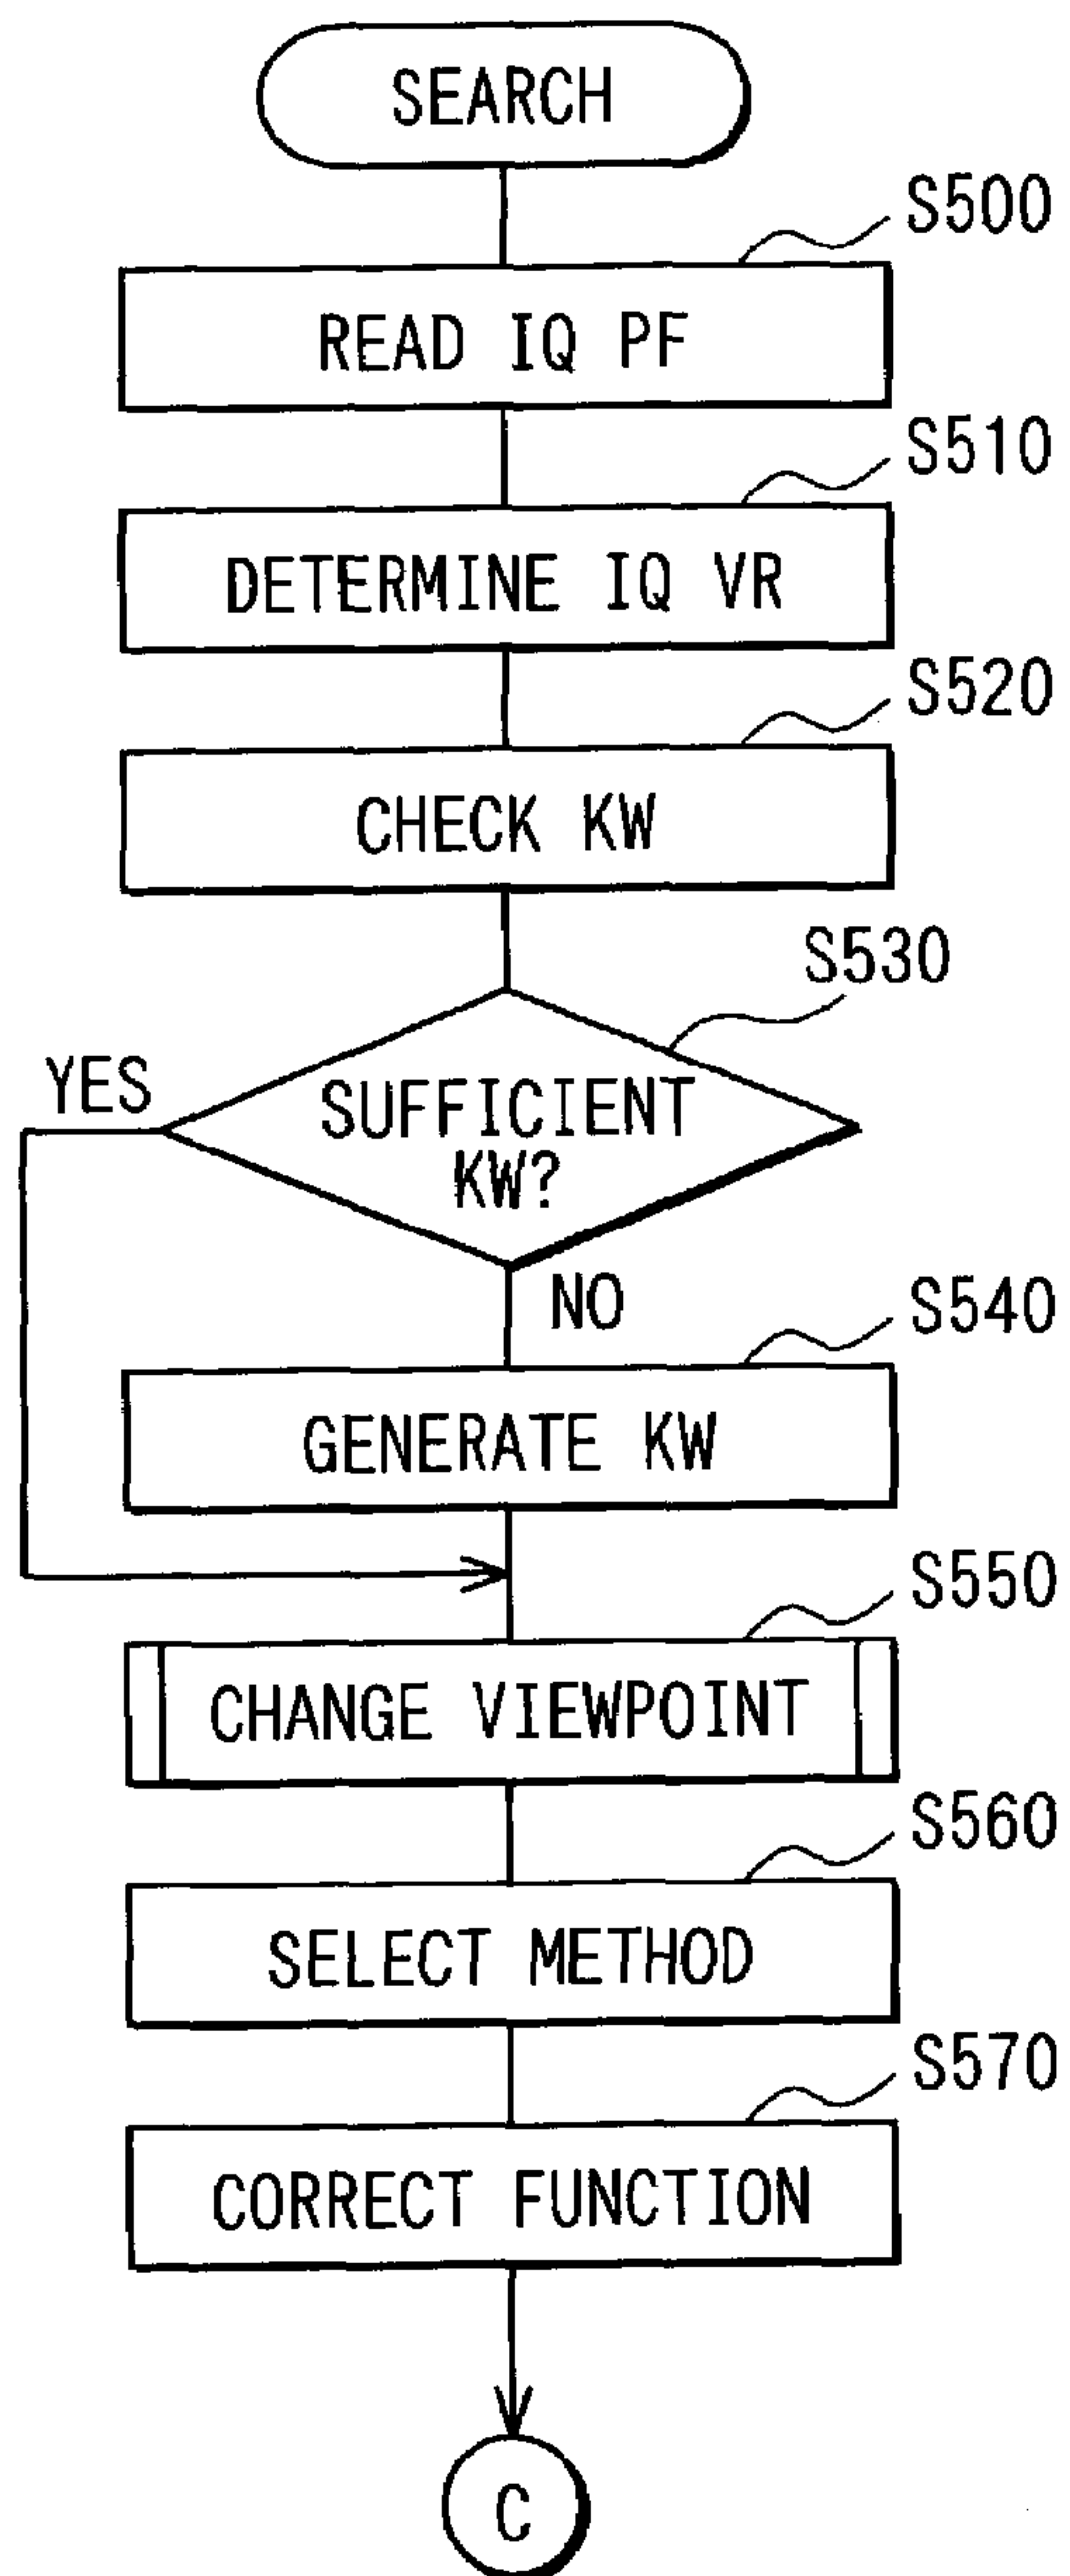 SEARCH
S500
READ IQ PF
S510
DETERMINE IQ VR
S520
CHECK KW
S530
YES
SUFFICIENT
KW?
NO
S540
GENERATE KW
S550
CHANGE VIEWPOINT
S560
SELECT METHOD
S570
CORRECT FUNCTION
C